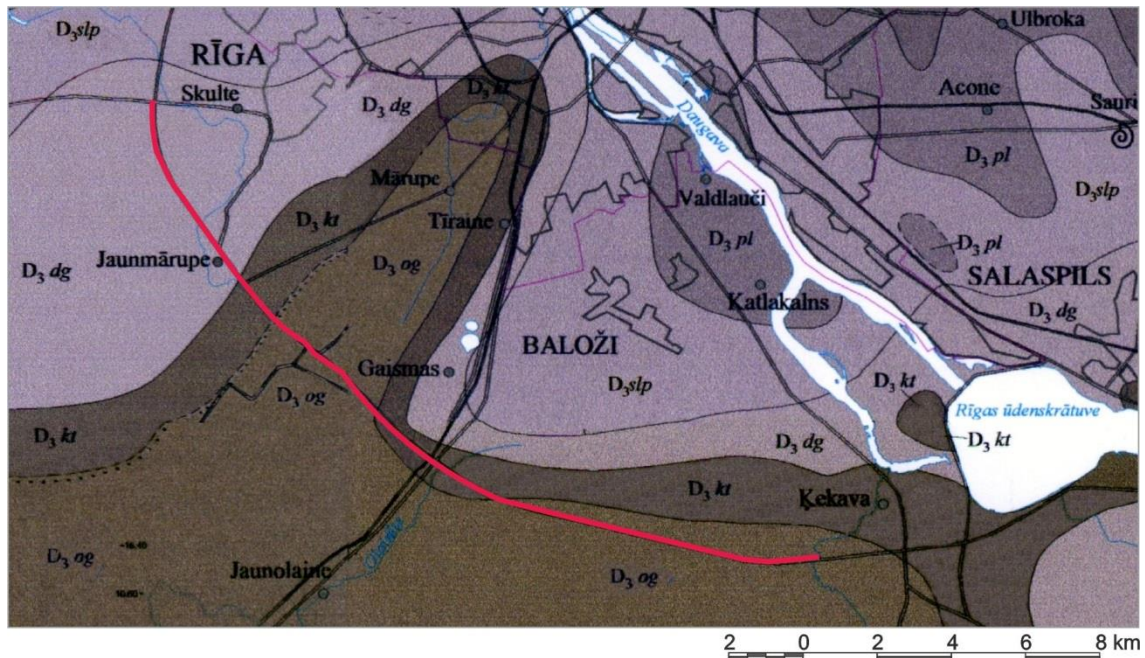 Ulbroka
D₃slp
RĪGA
Skulte
D₃ kt
D₃ dg
Acone
Sauri
Daugava
D₃ pl
Mārupe
Valdlauči
D₃slp
D₃ kt
Tīraine
D₃ pl
D₃ pl
Jaunmārupe
D₃ og
D₃ dg
SALASPILS
Katlakalns
D₃ dg
BALOŽI
Gaismas
D₃slp
D₃ kt
D₃ og
Rīgas ūdenskrātuve
D₃ kt
D₃ dg
D₃ kt
D₃ kt
Ķekava
D₃ og
Jaunolaine
D₃ og
2 0 2 4 6 8 km